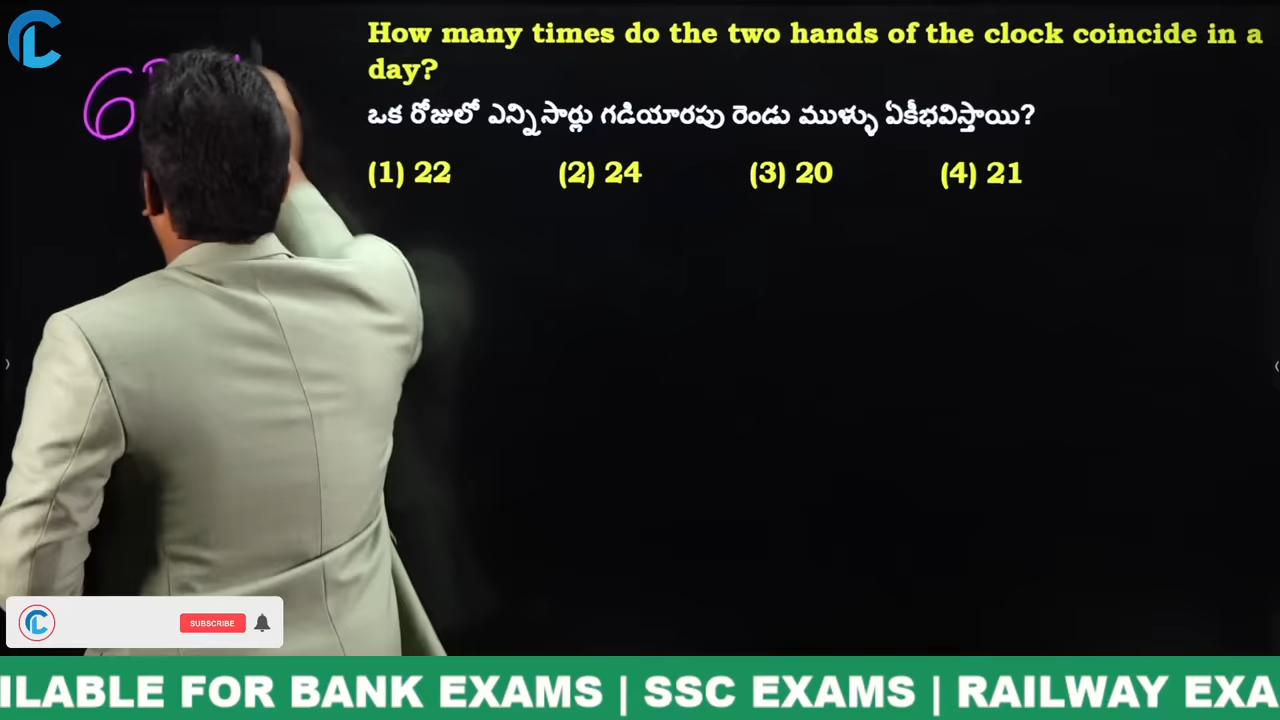 How many times do the two hands of the clock coincide in a
day?
ఒక రోజులో ఎన్ని సార్లు గడియారపు రెండు ముళ్ళు ఏకీభవిస్తాయి?
(1) 22 (2) 24 (3) 20 (4) 21
6
SUBSCRIBE
ILABLE FOR BANK EXAMS | SSC EXAMS | RAILWAY EXA